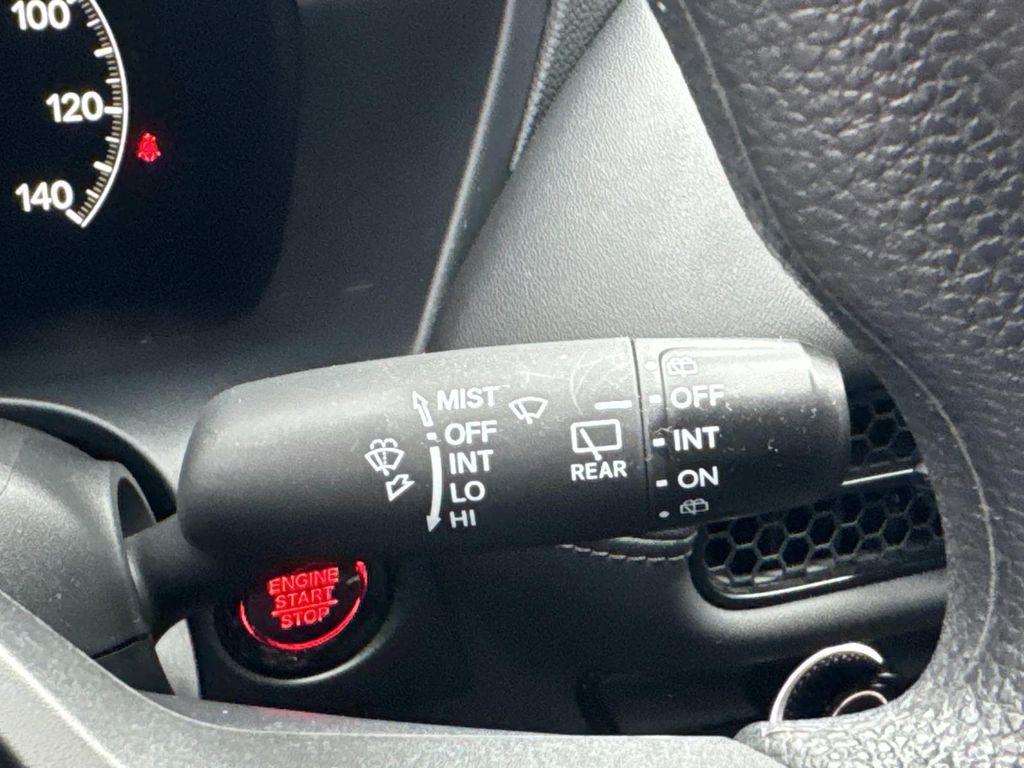 100
120
140
MIST
OFF
INT
LO
HI
REAR
OFF
INT
ON
ENGINE
START
STOP